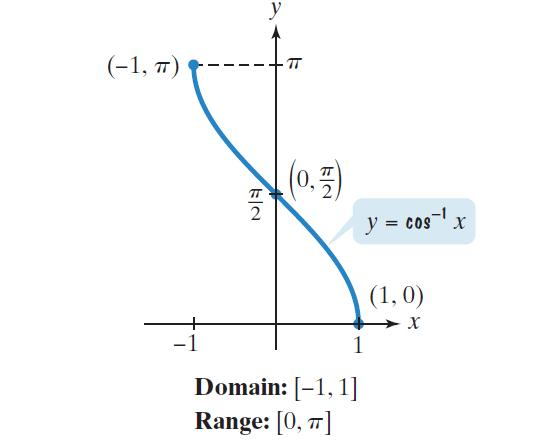 y
(−1, π)
π
(0, π/2)
π/2
y = cos⁻¹ x
(1, 0)
x
−1
1
Domain: [−1, 1]
Range: [0, π]